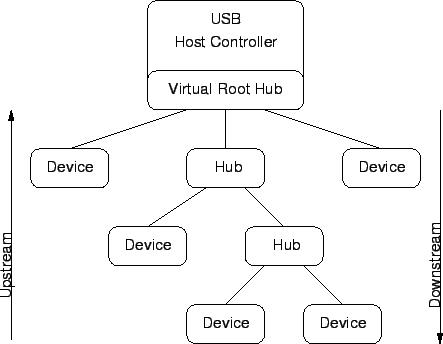 USB
Host Controller
Virtual Root Hub
Device
Hub
Device
Device
Hub
Device
Device
Upstream
Downstream